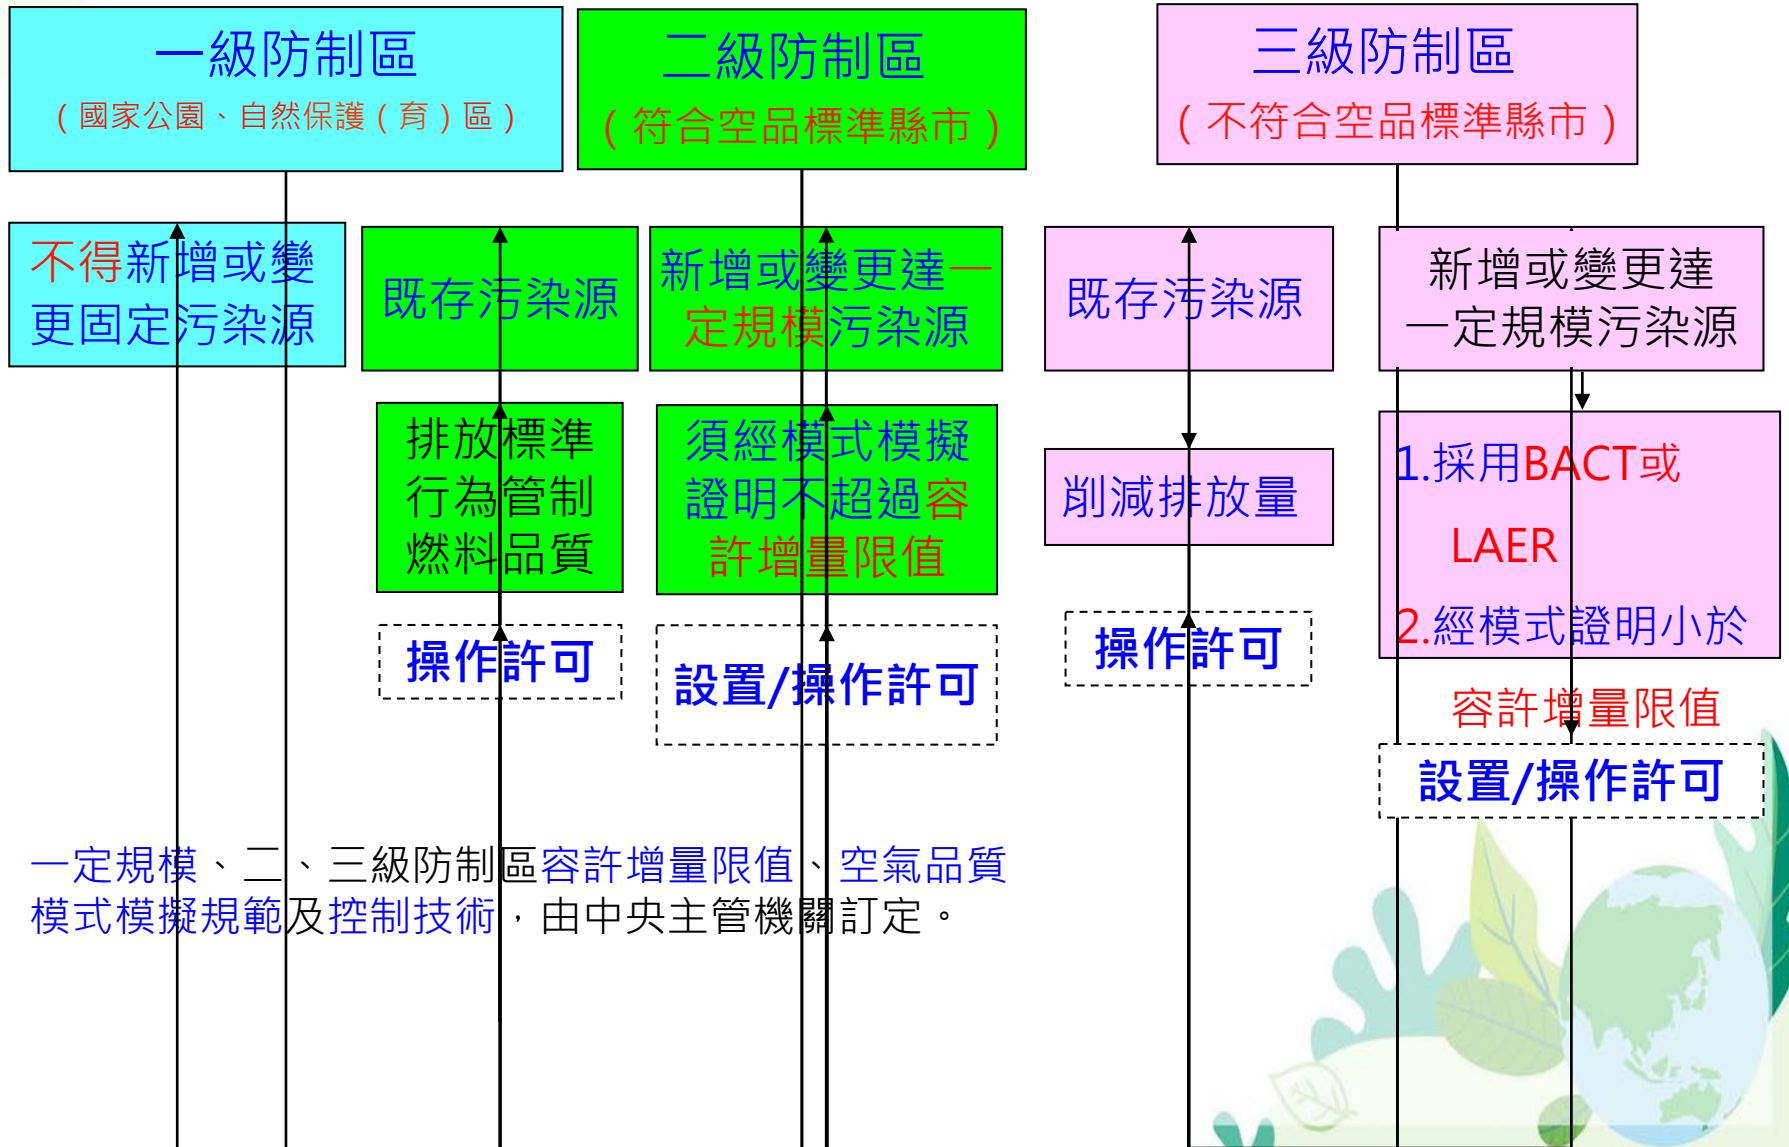 一級防制區
(國家公園、自然保護(育)區)
二級防制區
(符合空品標準縣市)
三級防制區
(不符合空品標準縣市)
不得新增或變
更固定污染源
既存污染源
新增或變更達一
定規模污染源
既存污染源
新增或變更達
一定規模污染源
排放標準
行為管制
燃料品質
須經模式模擬
證明不超過容
許增量限值
削減排放量
1.採用BACT或
LAER
2.經模式證明小於
容許增量限值
操作許可
設置/操作許可
操作許可
設置/操作許可
一定規模、二、三級防制區容許增量限值、空氣品質
模式模擬規範及控制技術，由中央主管機關訂定。